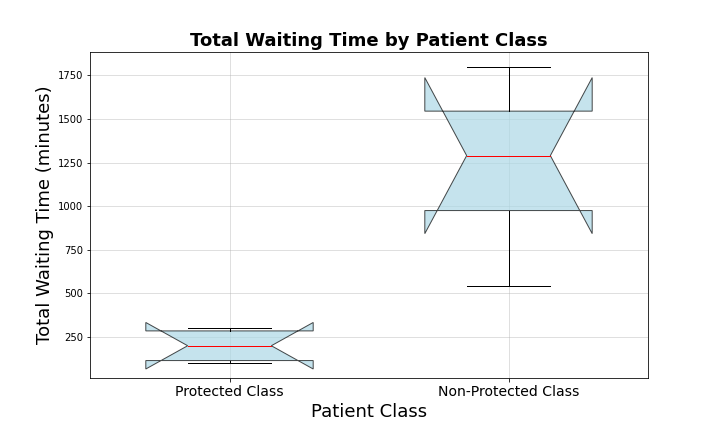 Total Waiting Time by Patient Class
Total Waiting Time (minutes)
1750
1500
1250
1000
750
500
250
Protected Class
Non-Protected Class
Patient Class